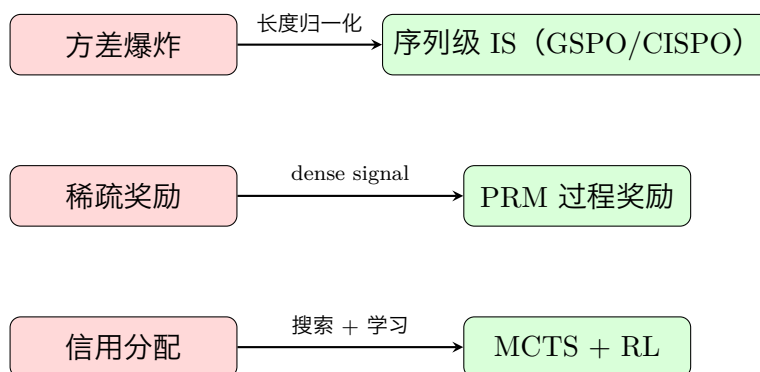 方差爆炸
长度归一化
序列级 IS（GSPO/CISPO）
稀疏奖励
dense signal
PRM 过程奖励
信用分配
搜索 + 学习
MCTS + RL